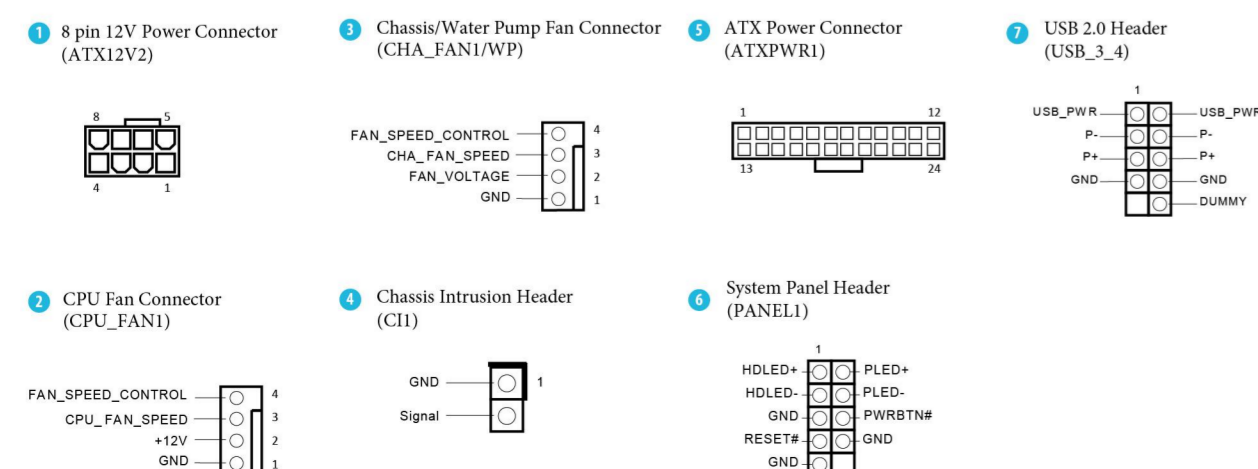 1 8 pin 12V Power Connector
(ATX12V2)
8 5
4 1
3 Chassis/Water Pump Fan Connector
(CHA_FAN1/WP)
FAN_SPEED_CONTROL 4
CHA_FAN_SPEED 3
FAN_VOLTAGE 2
GND 1
5 ATX Power Connector
(ATXPWR1)
1 12
13 24
7 USB 2.0 Header
(USB_3_4)
1
USB_PWR USB_PWR
P- P-
P+ P+
GND GND
DUMMY
2 CPU Fan Connector
(CPU_FAN1)
FAN_SPEED_CONTROL 4
CPU_FAN_SPEED 3
+12V 2
GND 1
4 Chassis Intrusion Header
(CI1)
GND 1
Signal
6 System Panel Header
(PANEL1)
1
HDLED+ PLED+
HDLED- PLED-
GND PWRBTN#
RESET# GND
GND